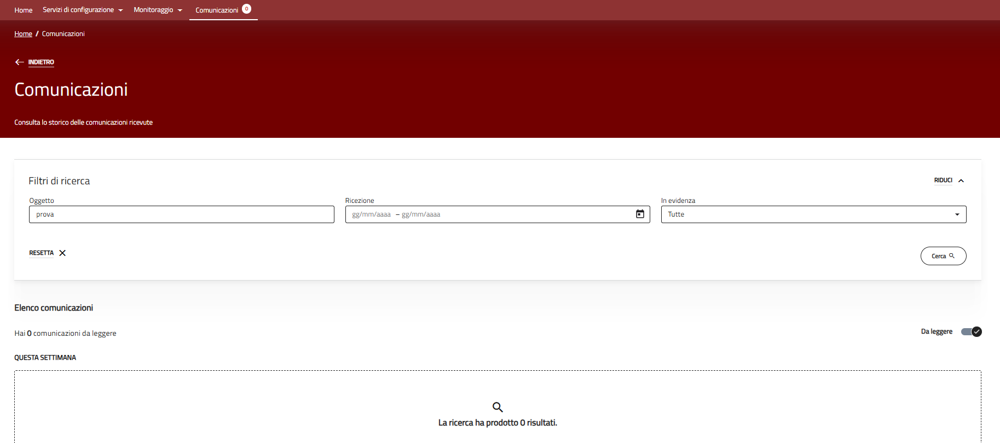 Home Servizi di configurazione Monitoraggio Comunicazioni 0
Home / Comunicazioni
INDIETRO
Comunicazioni
Consulta lo storico delle comunicazioni ricevute
Filtri di ricerca RIDUCI
Oggetto Ricezione In evidenza
prova gg/mm/aaaa – gg/mm/aaaa Tutte
RESETTA Cerca
Elenco comunicazioni
Hai 0 comunicazioni da leggere Da leggere
QUESTA SETTIMANA
La ricerca ha prodotto 0 risultati.